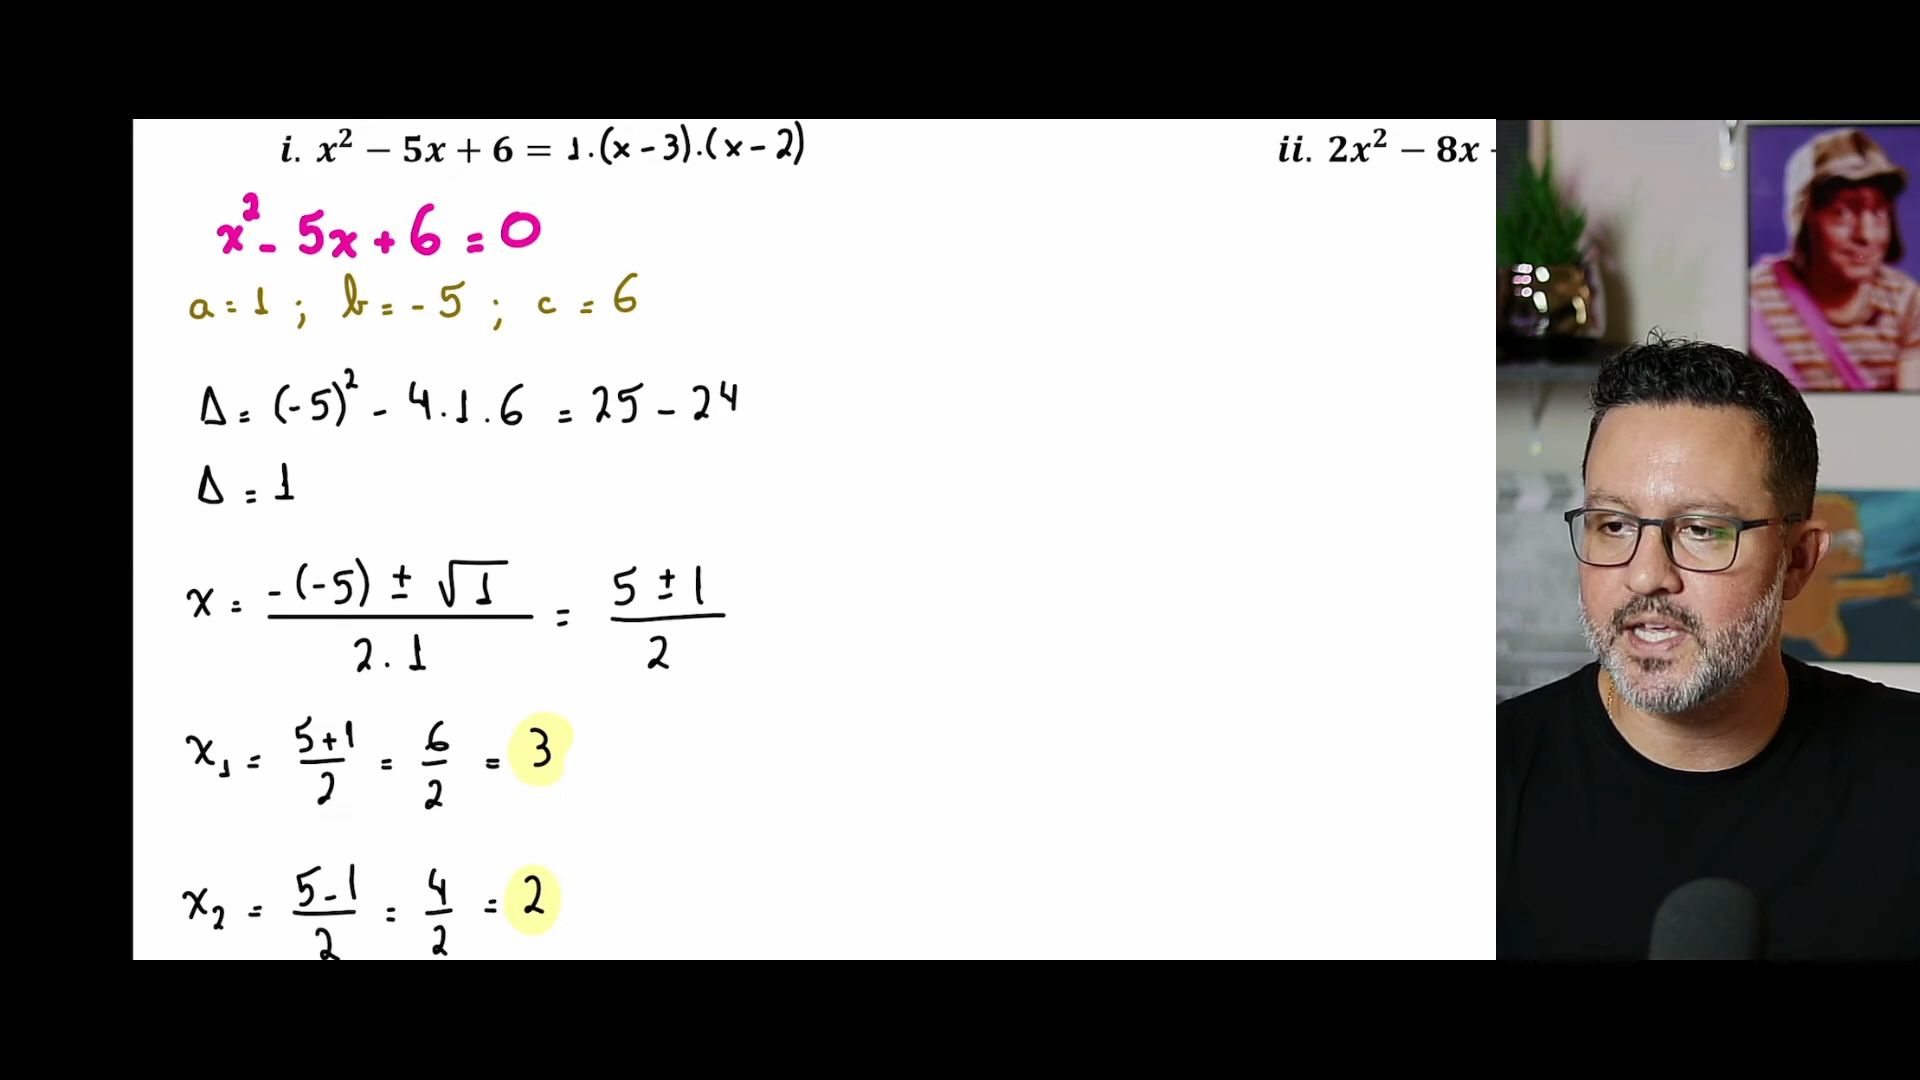 i. x² − 5x + 6 = 1.(x - 3).(x - 2)
ii. 2x² − 8x
x² - 5x + 6 = 0
a = 1 ; b = - 5 ; c = 6
Δ = (-5)² - 4.1.6 = 25 - 24
Δ = 1
x = (-(-5) ± √1) / (2.1) = (5 ± 1) / 2
x₁ = (5+1)/2 = 6/2 = 3
x₂ = (5-1)/2 = 4/2 = 2